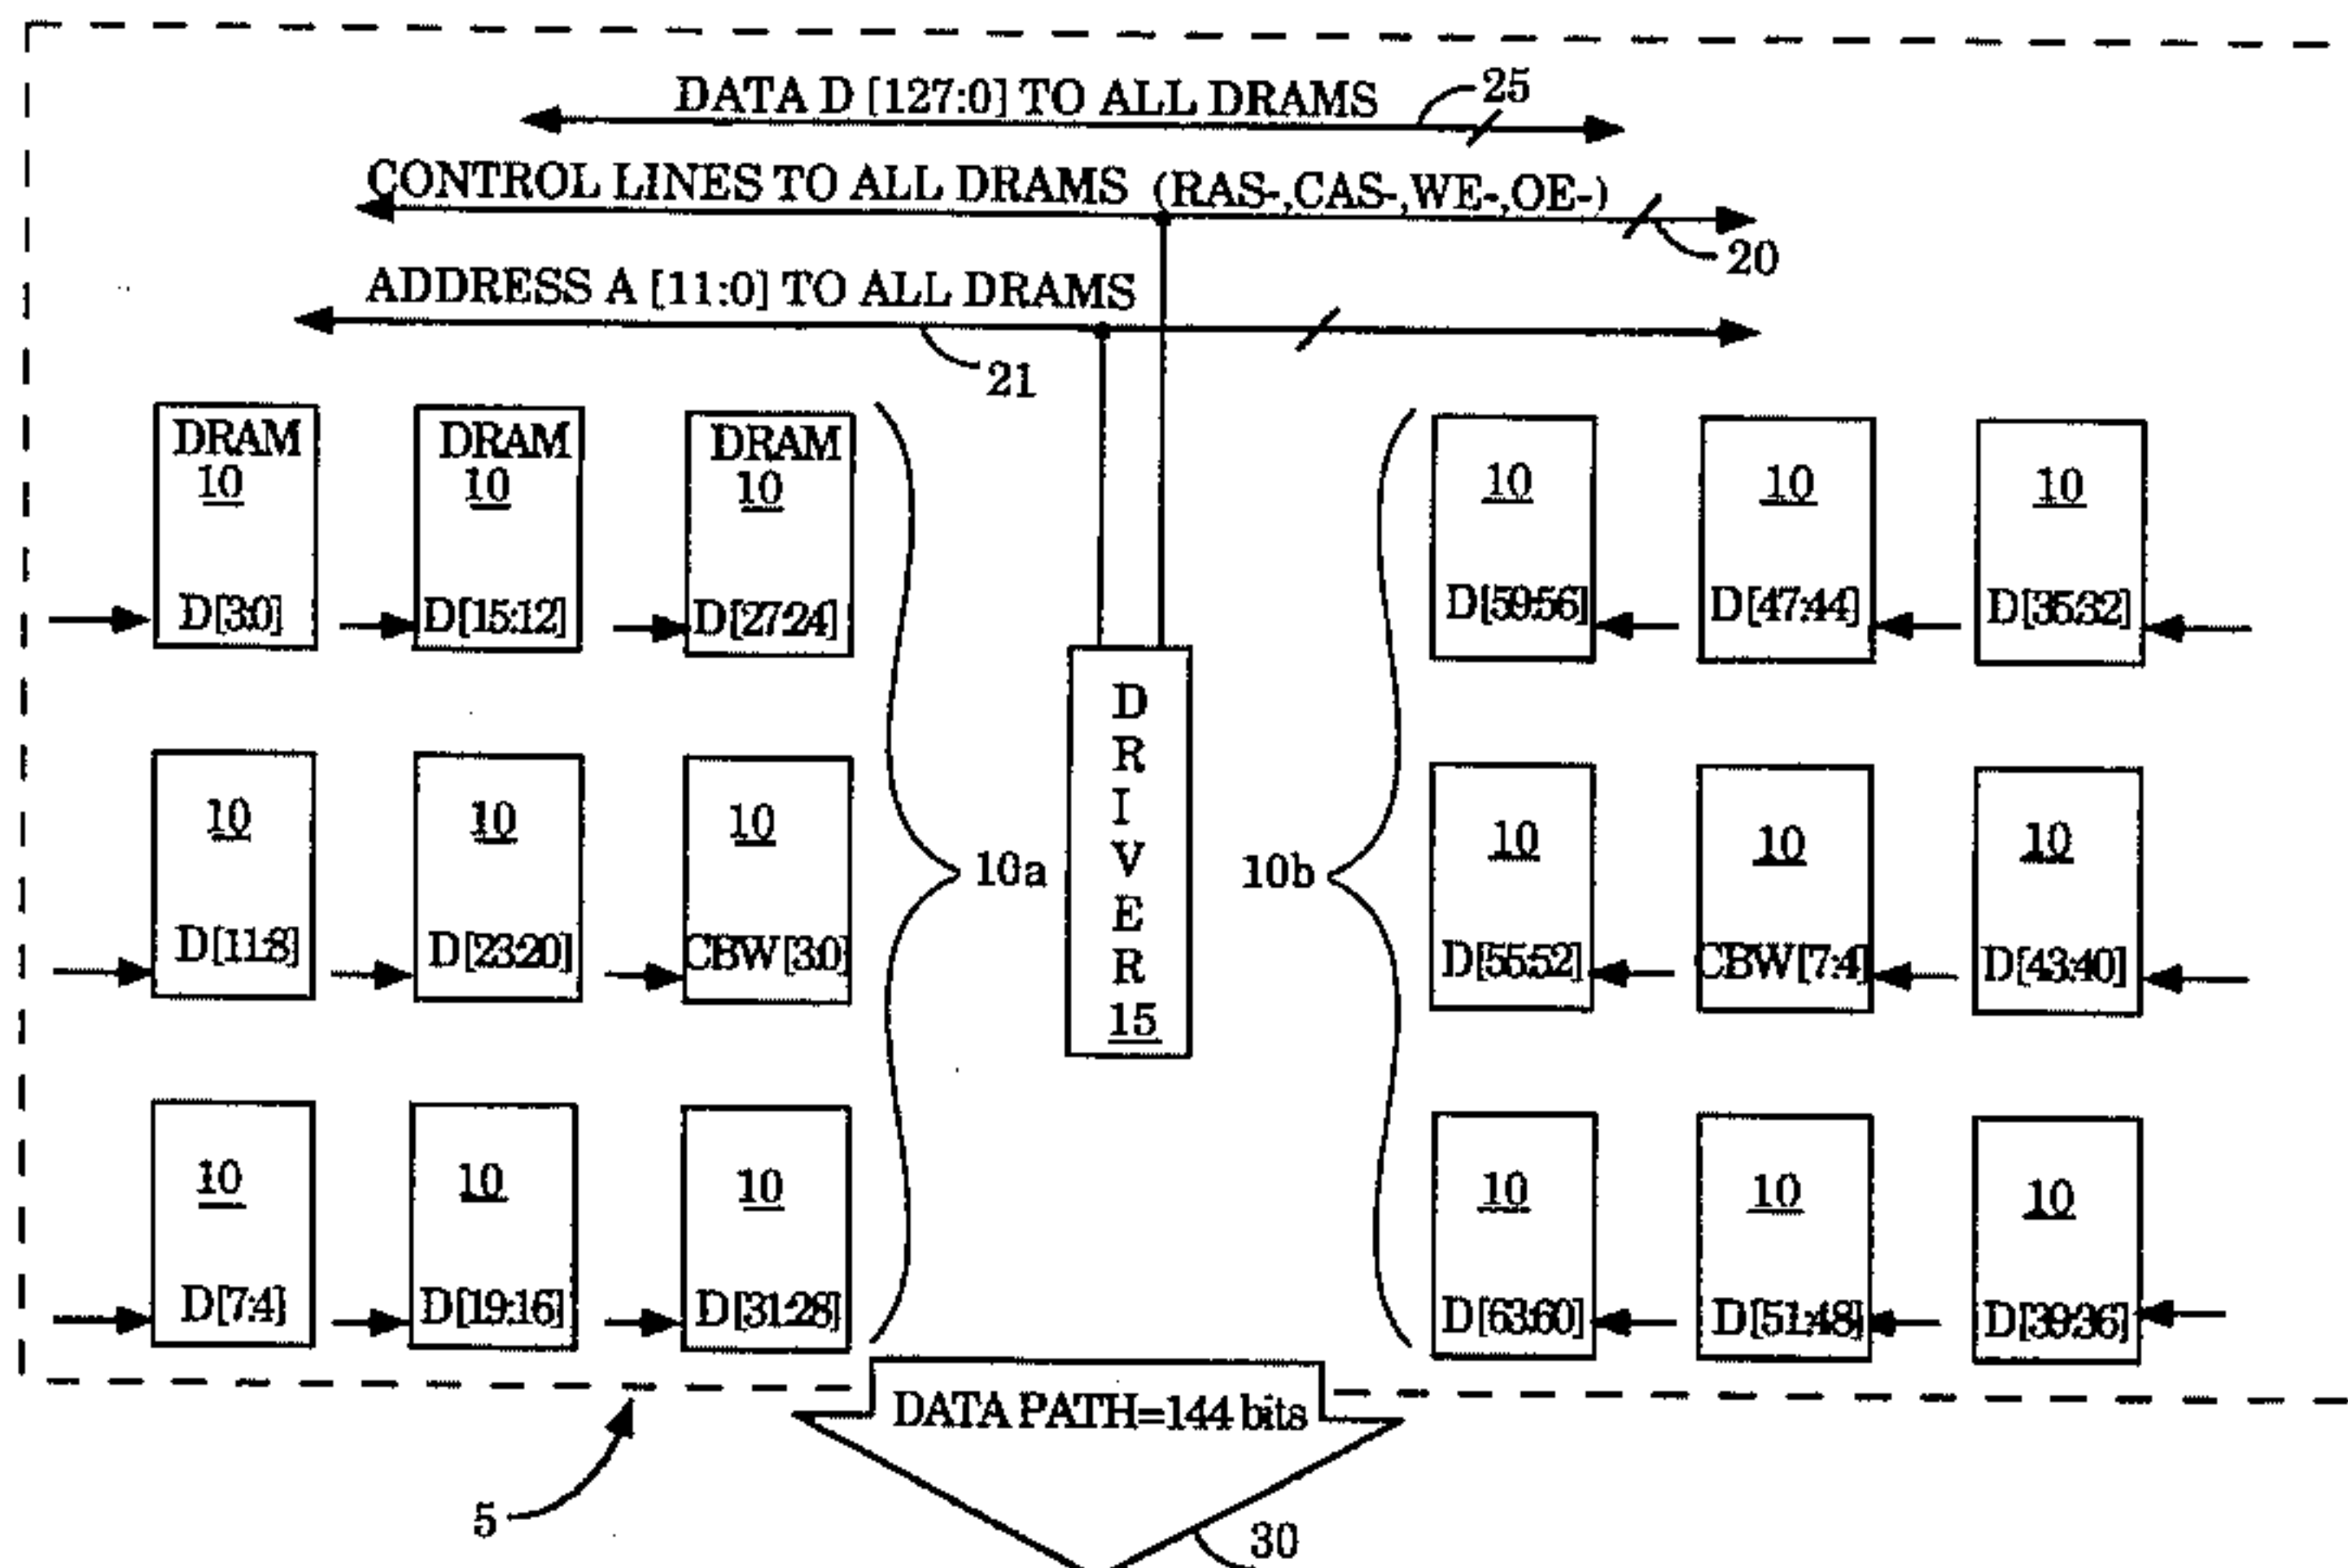 DATA D [127:0] TO ALL DRAMS
25
CONTROL LINES TO ALL DRAMS (RAS-,CAS-,WE-,OE-)
20
ADDRESS A [11:0] TO ALL DRAMS
21
DRAM
10
D[3:0]
DRAM
10
D[15:12]
DRAM
10
D[27:24]
10
D[59:56]
10
D[47:44]
10
D[35:32]
10
D[11:8]
10
D[23:20]
10
CBW[3:0]
10a
DRIVER
15
10b
10
D[55:52]
10
CBW[7:4]
10
D[43:40]
10
D[7:4]
10
D[19:16]
10
D[31:28]
10
D[63:60]
10
D[51:48]
10
D[39:36]
DATA PATH=144 bits
5
30